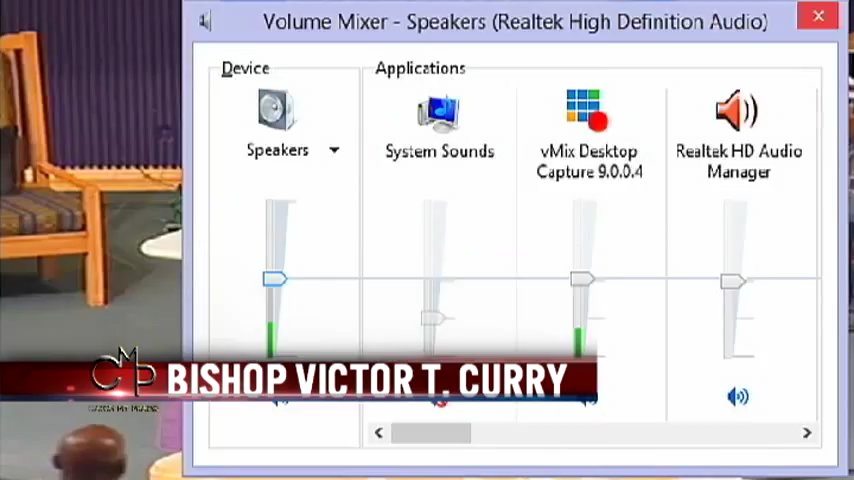 Volume Mixer - Speakers (Realtek High Definition Audio)
Device
Applications
Speakers
System Sounds
vMix Desktop
Capture 9.0.0.4
Realtek HD Audio
Manager
CMP
BISHOP VICTOR T. CURRY